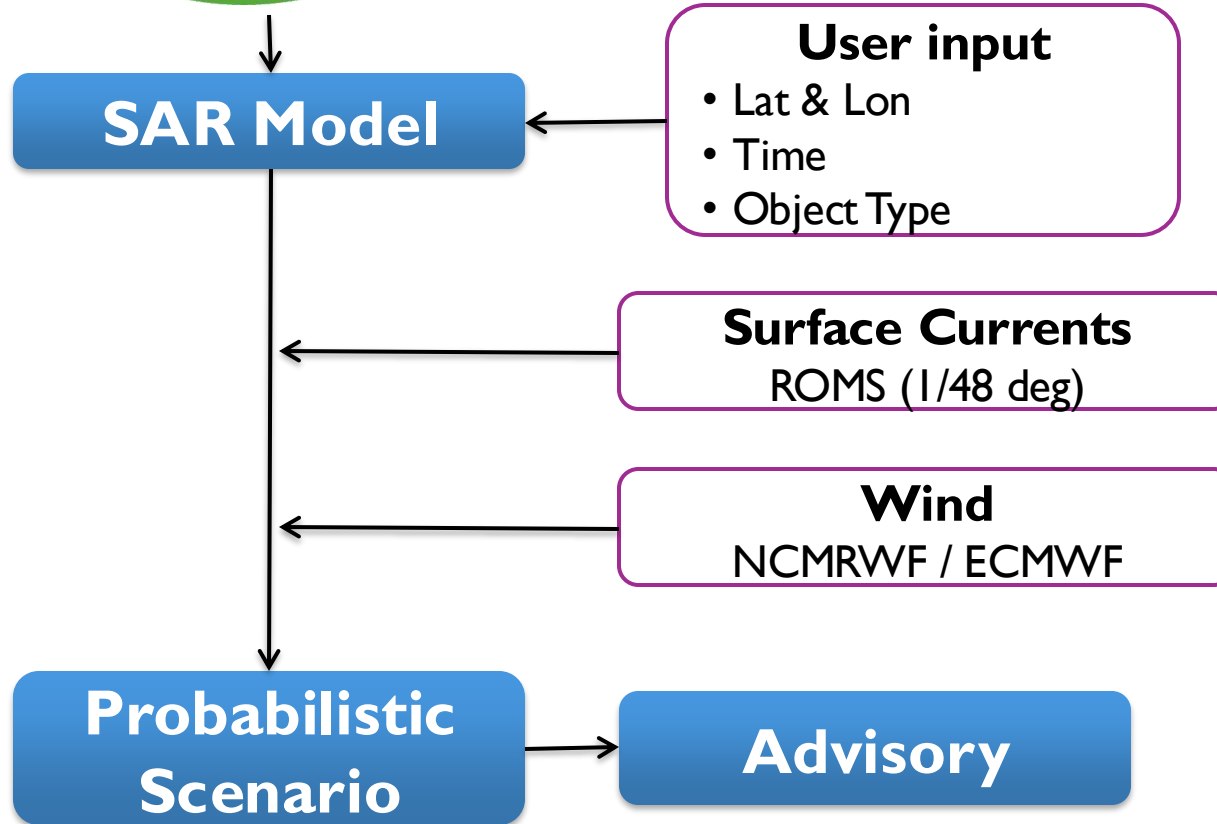 SAR Model
User input
• Lat & Lon
• Time
• Object Type
Surface Currents
ROMS (1/48 deg)
Wind
NCMRWF / ECMWF
Probabilistic
Scenario
Advisory